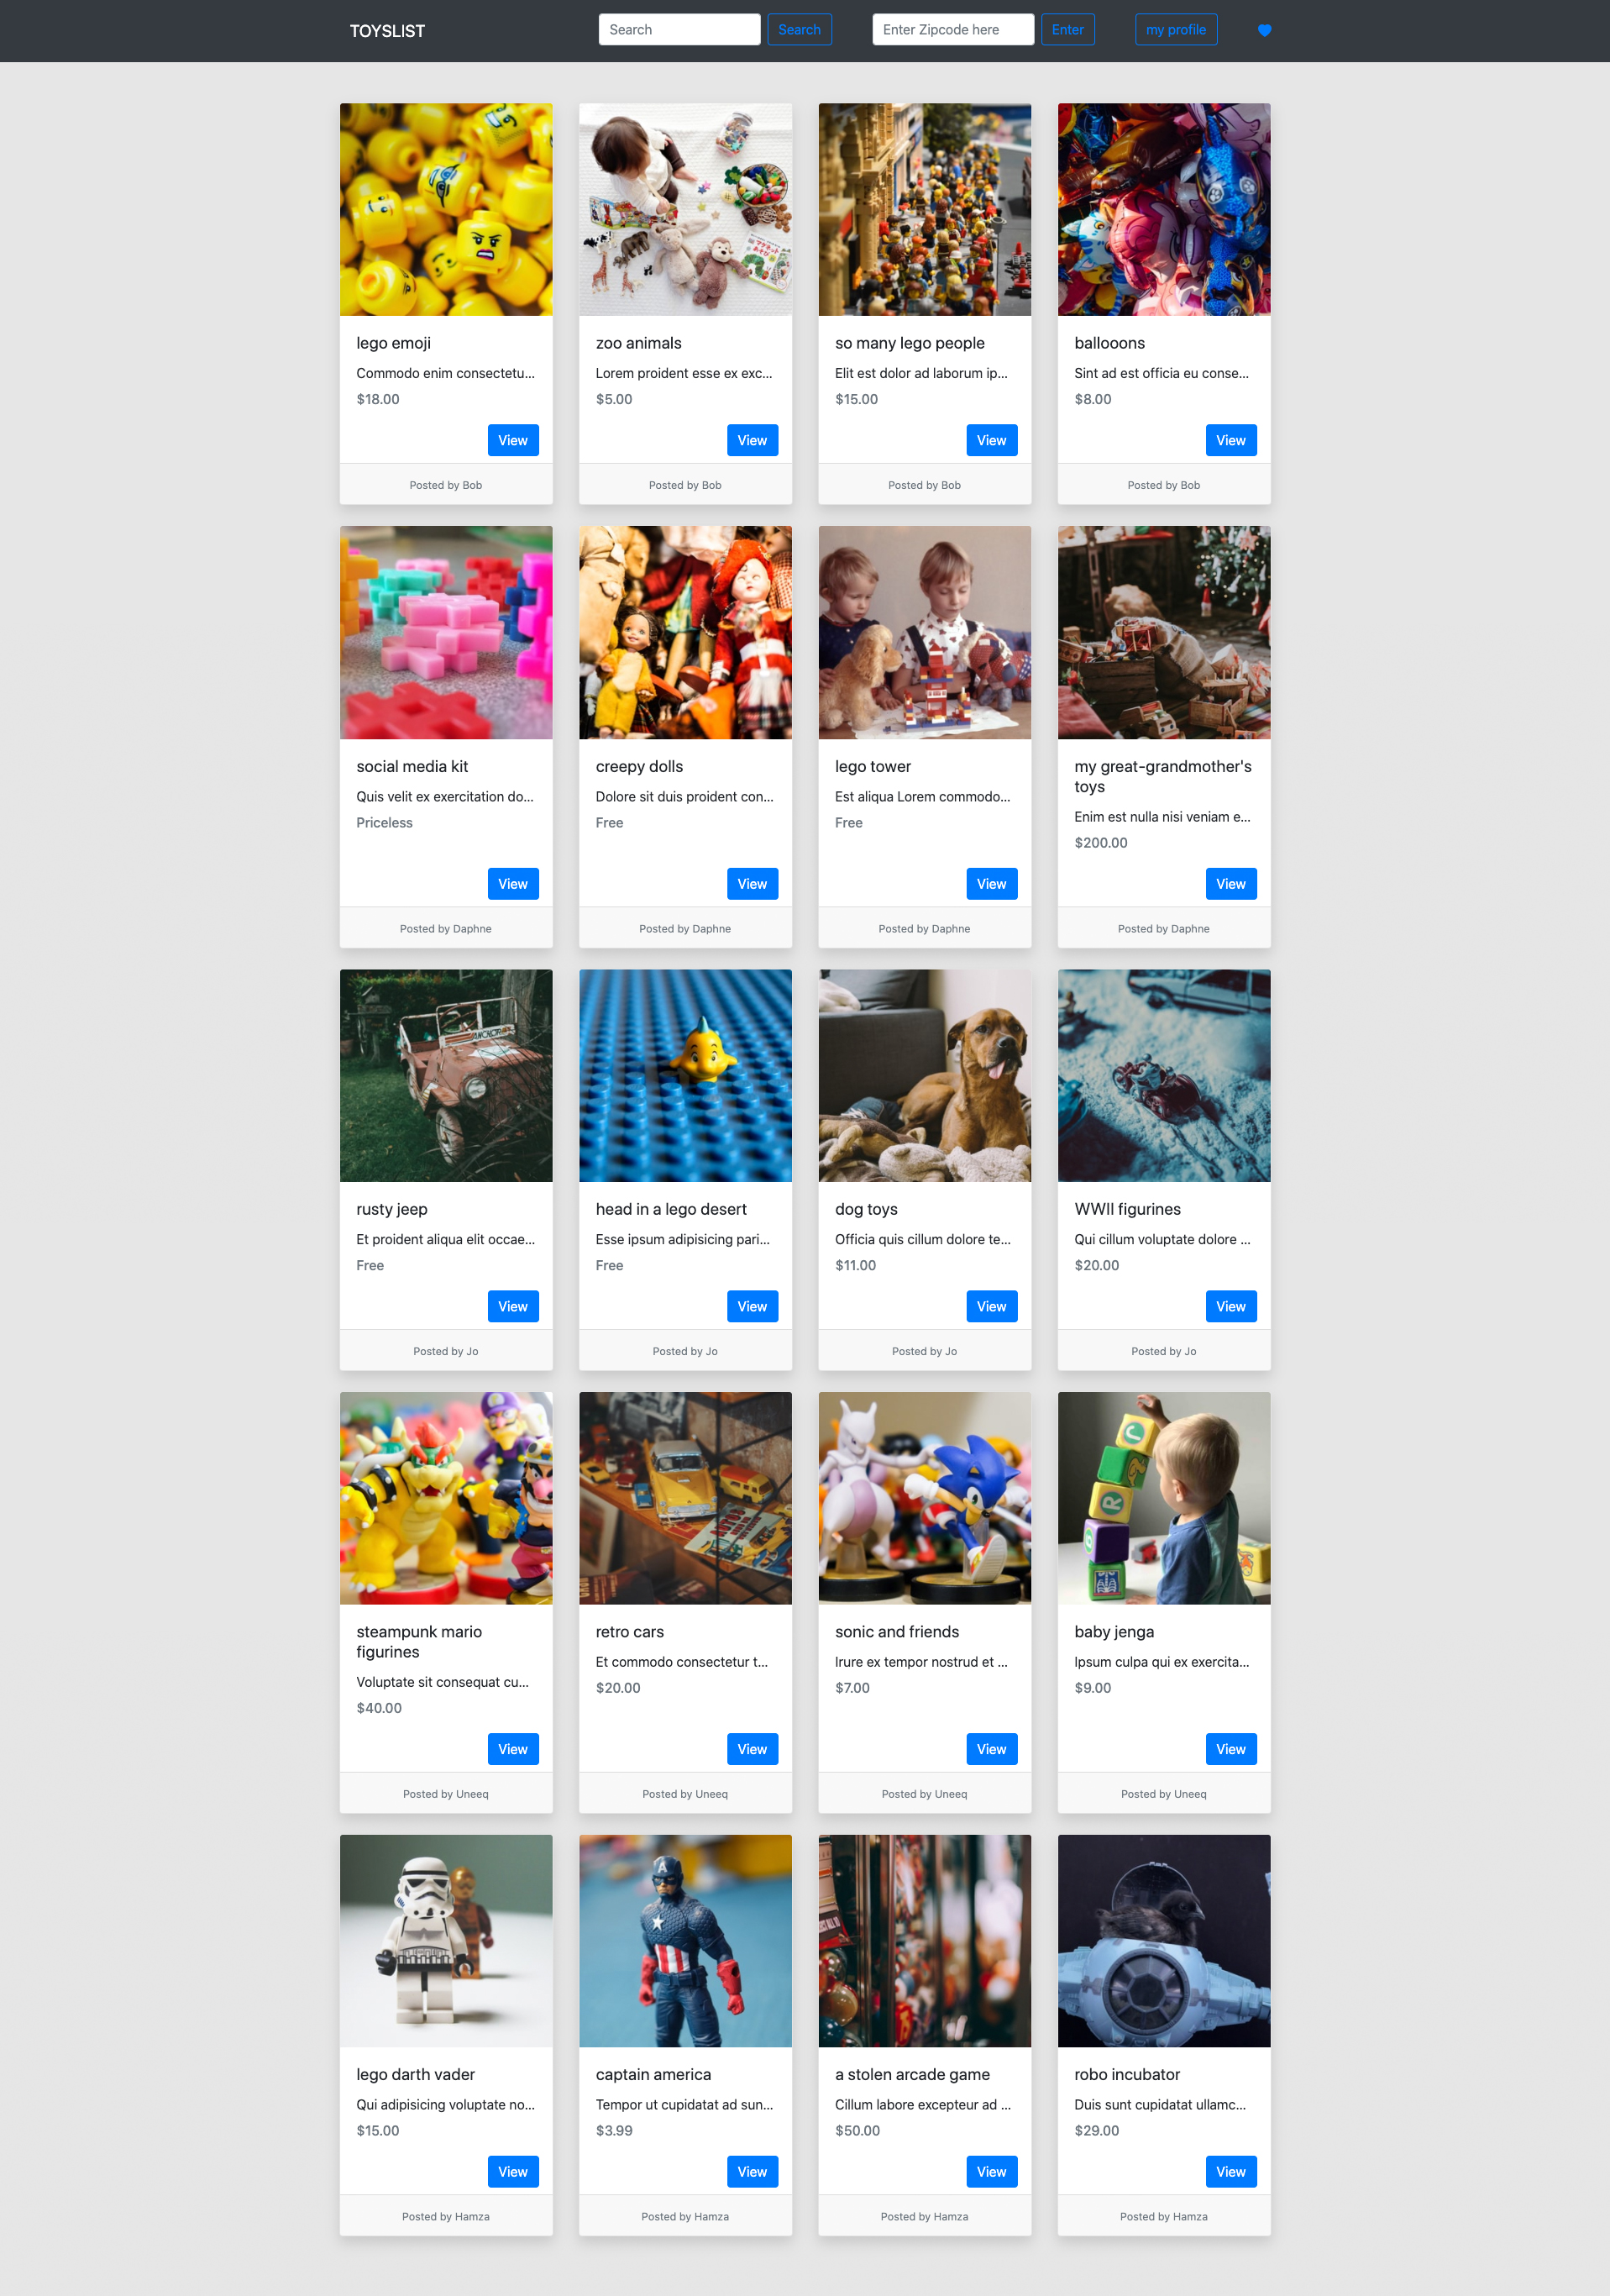 TOYSLIST
Search
Search
Enter Zipcode here
Enter
my profile
lego emoji
Commodo enim consectetu...
$18.00
View
Posted by Bob
zoo animals
Lorem proident esse ex exc...
$5.00
View
Posted by Bob
so many lego people
Elit est dolor ad laborum ip...
$15.00
View
Posted by Bob
ballooons
Sint ad est officia eu conse...
$8.00
View
Posted by Bob
social media kit
Quis velit ex exercitation do...
Priceless
View
Posted by Daphne
creepy dolls
Dolore sit duis proident con...
Free
View
Posted by Daphne
lego tower
Est aliqua Lorem commodo...
Free
View
Posted by Daphne
my great-grandmother's
toys
Enim est nulla nisi veniam e...
$200.00
View
Posted by Daphne
rusty jeep
Et proident aliqua elit occae...
Free
View
Posted by Jo
head in a lego desert
Esse ipsum adipisicing pari...
Free
View
Posted by Jo
dog toys
Officia quis cillum dolore te...
$11.00
View
Posted by Jo
WWII figurines
Qui cillum voluptate dolore ...
$20.00
View
Posted by Jo
steampunk mario
figurines
Voluptate sit consequat cu...
$40.00
View
Posted by Uneeq
retro cars
Et commodo consectetur t...
$20.00
View
Posted by Uneeq
sonic and friends
Irure ex tempor nostrud et ...
$7.00
View
Posted by Uneeq
R
baby jenga
Ipsum culpa qui ex exercita...
$9.00
View
Posted by Uneeq
lego darth vader
Qui adipisicing voluptate no...
$15.00
View
Posted by Hamza
A
captain america
Tempor ut cupidatat ad sun...
$3.99
View
Posted by Hamza
a stolen arcade game
Cillum labore excepteur ad ...
$50.00
View
Posted by Hamza
robo incubator
Duis sunt cupidatat ullamc...
$29.00
View
Posted by Hamza